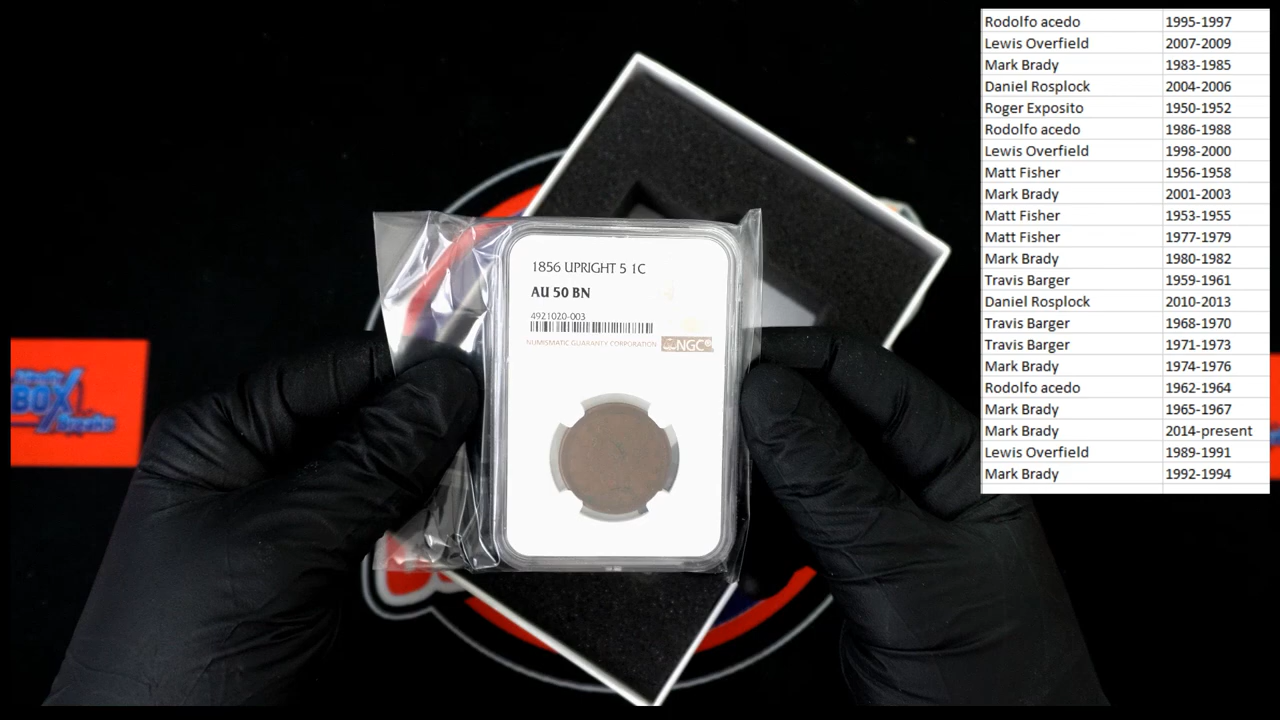 Rodolfo acedo 1995-1997
Lewis Overfield 2007-2009
Mark Brady 1983-1985
Daniel Rosplock 2004-2006
Roger Exposito 1950-1952
Rodolfo acedo 1986-1988
Lewis Overfield 1998-2000
Matt Fisher 1956-1958
Mark Brady 2001-2003
Matt Fisher 1953-1955
Matt Fisher 1977-1979
Mark Brady 1980-1982
Travis Barger 1959-1961
Daniel Rosplock 2010-2013
Travis Barger 1968-1970
Travis Barger 1971-1973
Mark Brady 1974-1976
Rodolfo acedo 1962-1964
Mark Brady 1965-1967
Mark Brady 2014-present
Lewis Overfield 1989-1991
Mark Brady 1992-1994
1856 UPRIGHT 5 1C
AU 50 BN
4921020-003
NUMISMATIC GUARANTY CORPORATION NGC®
BOX
Breaks